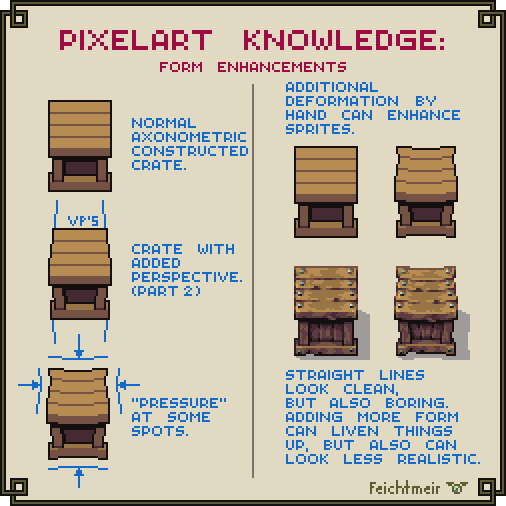 PIXELART KNOWLEDGE:
FORM ENHANCEMENTS
NORMAL
AXONOMETRIC
CONSTRUCTED
CRATE.
VP'S
CRATE WITH
ADDED
PERSPECTIVE.
(PART 2)
"PRESSURE"
AT SOME
SPOTS.
ADDITIONAL
DEFORMATION BY
HAND CAN ENHANCE
SPRITES.
STRAIGHT LINES
LOOK CLEAN,
BUT ALSO BORING.
ADDING MORE FORM
CAN LIVEN THINGS
UP, BUT ALSO CAN
LOOK LESS REALISTIC.
Feichtmeir